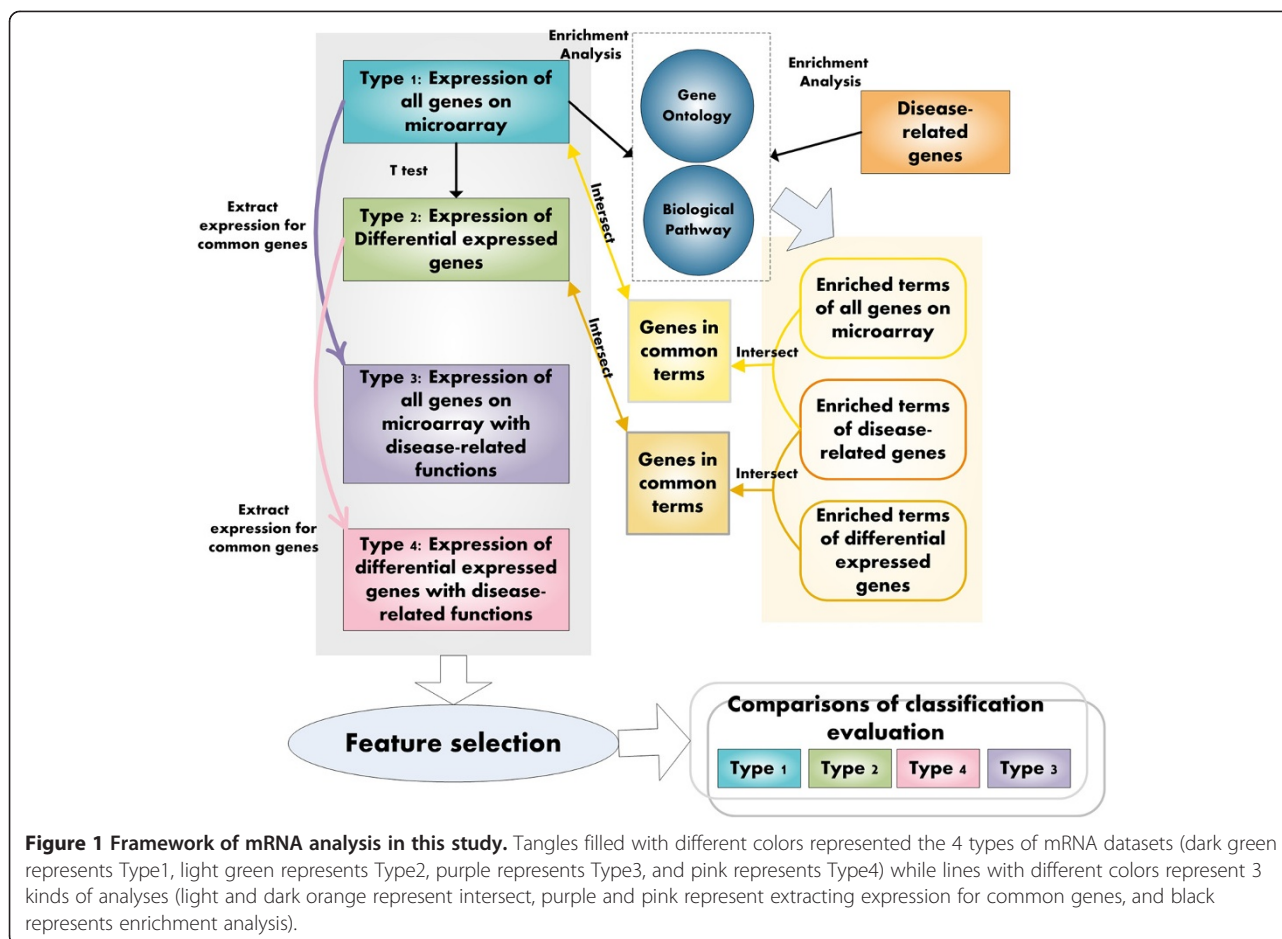 Enrichment
Analysis
Type 1: Expression of
all genes on
microarray
Gene
Ontology
Enrichment
Analysis
Disease-
related
genes
T test
Extract
expression for
common genes
Type 2: Expression of
Differential expressed
genes
Intersect
Biological
Pathway
Enriched terms
of all genes on
microarray
Genes in
common
terms
Intersect
Intersect
Type 3: Expression of
all genes on
microarray with
disease-related
functions
Enriched terms
of disease-
related genes
Genes in
common
terms
Intersect
Extract
expression for
common genes
Type 4: Expression of
differential expressed
genes with disease-
related functions
Enriched terms
of differential
expressed
genes
Feature selection
Comparisons of classification
evaluation
Type 1 Type 2 Type 4 Type 3
Figure 1 Framework of mRNA analysis in this study. Tangles filled with different colors represented the 4 types of mRNA datasets (dark green
represents Type1, light green represents Type2, purple represents Type3, and pink represents Type4) while lines with different colors represent 3
kinds of analyses (light and dark orange represent intersect, purple and pink represent extracting expression for common genes, and black
represents enrichment analysis).